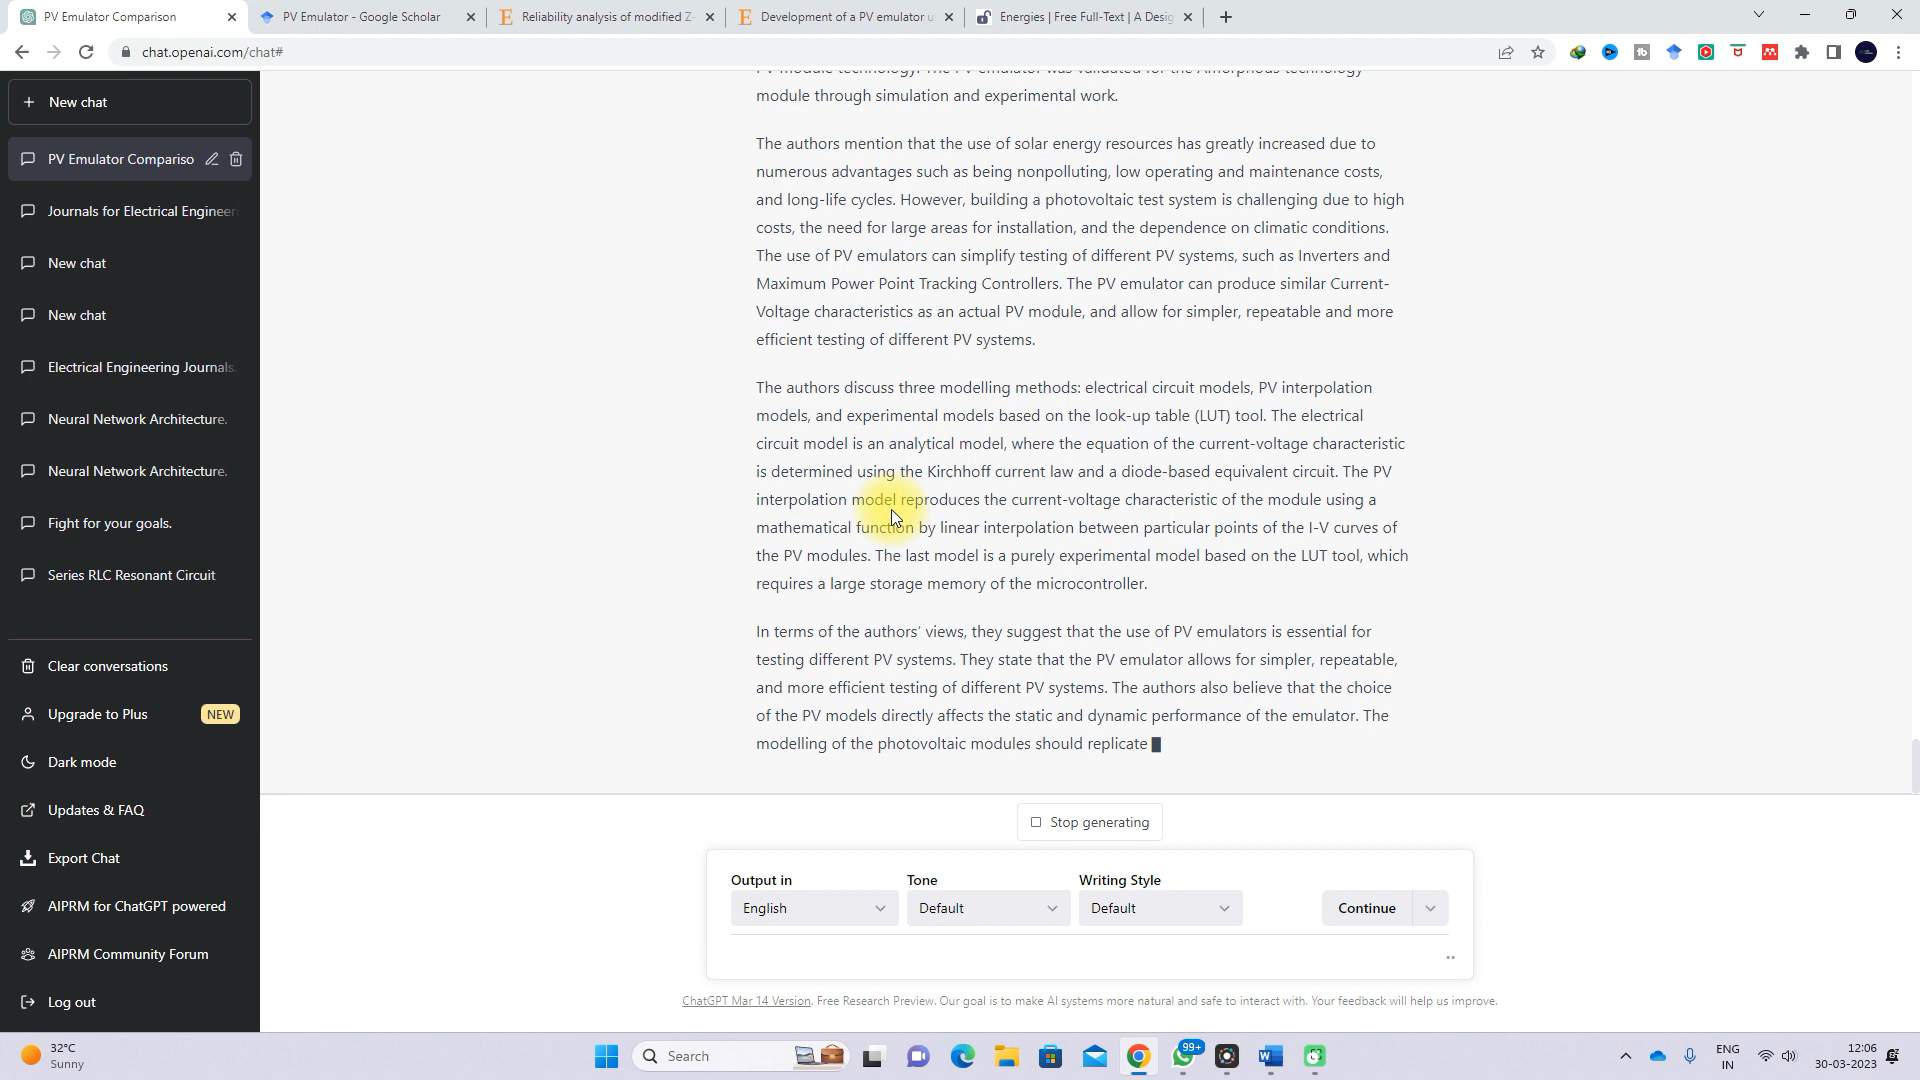 PV Emulator Comparison
PV Emulator - Google Scholar
Reliability analysis of modified Z-
Development of a PV emulator u
Energies | Free Full-Text | A Desig
chat.openai.com/chat#
New chat
PV Emulator Compariso
Journals for Electrical Engineeri
New chat
New chat
Electrical Engineering Journals.
Neural Network Architecture.
Neural Network Architecture.
Fight for your goals.
Series RLC Resonant Circuit
Clear conversations
Upgrade to Plus NEW
Dark mode
Updates & FAQ
Export Chat
AIPRM for ChatGPT powered
AIPRM Community Forum
Log out
PV module technology. The PV emulator was validated for the Amorphous technology
module through simulation and experimental work.
The authors mention that the use of solar energy resources has greatly increased due to
numerous advantages such as being nonpolluting, low operating and maintenance costs,
and long-life cycles. However, building a photovoltaic test system is challenging due to high
costs, the need for large areas for installation, and the dependence on climatic conditions.
The use of PV emulators can simplify testing of different PV systems, such as Inverters and
Maximum Power Point Tracking Controllers. The PV emulator can produce similar Current-
Voltage characteristics as an actual PV module, and allow for simpler, repeatable and more
efficient testing of different PV systems.
The authors discuss three modelling methods: electrical circuit models, PV interpolation
models, and experimental models based on the look-up table (LUT) tool. The electrical
circuit model is an analytical model, where the equation of the current-voltage characteristic
is determined using the Kirchhoff current law and a diode-based equivalent circuit. The PV
interpolation model reproduces the current-voltage characteristic of the module using a
mathematical function by linear interpolation between particular points of the I-V curves of
the PV modules. The last model is a purely experimental model based on the LUT tool, which
requires a large storage memory of the microcontroller.
In terms of the authors' views, they suggest that the use of PV emulators is essential for
testing different PV systems. They state that the PV emulator allows for simpler, repeatable,
and more efficient testing of different PV systems. The authors also believe that the choice
of the PV models directly affects the static and dynamic performance of the emulator. The
modelling of the photovoltaic modules should replicate
Stop generating
Output in Tone Writing Style
English Default Default Continue
ChatGPT Mar 14 Version. Free Research Preview. Our goal is to make AI systems more natural and safe to interact with. Your feedback will help us improve.
32°C
Sunny
Search
99+
ENG
IN
12:06
30-03-2023